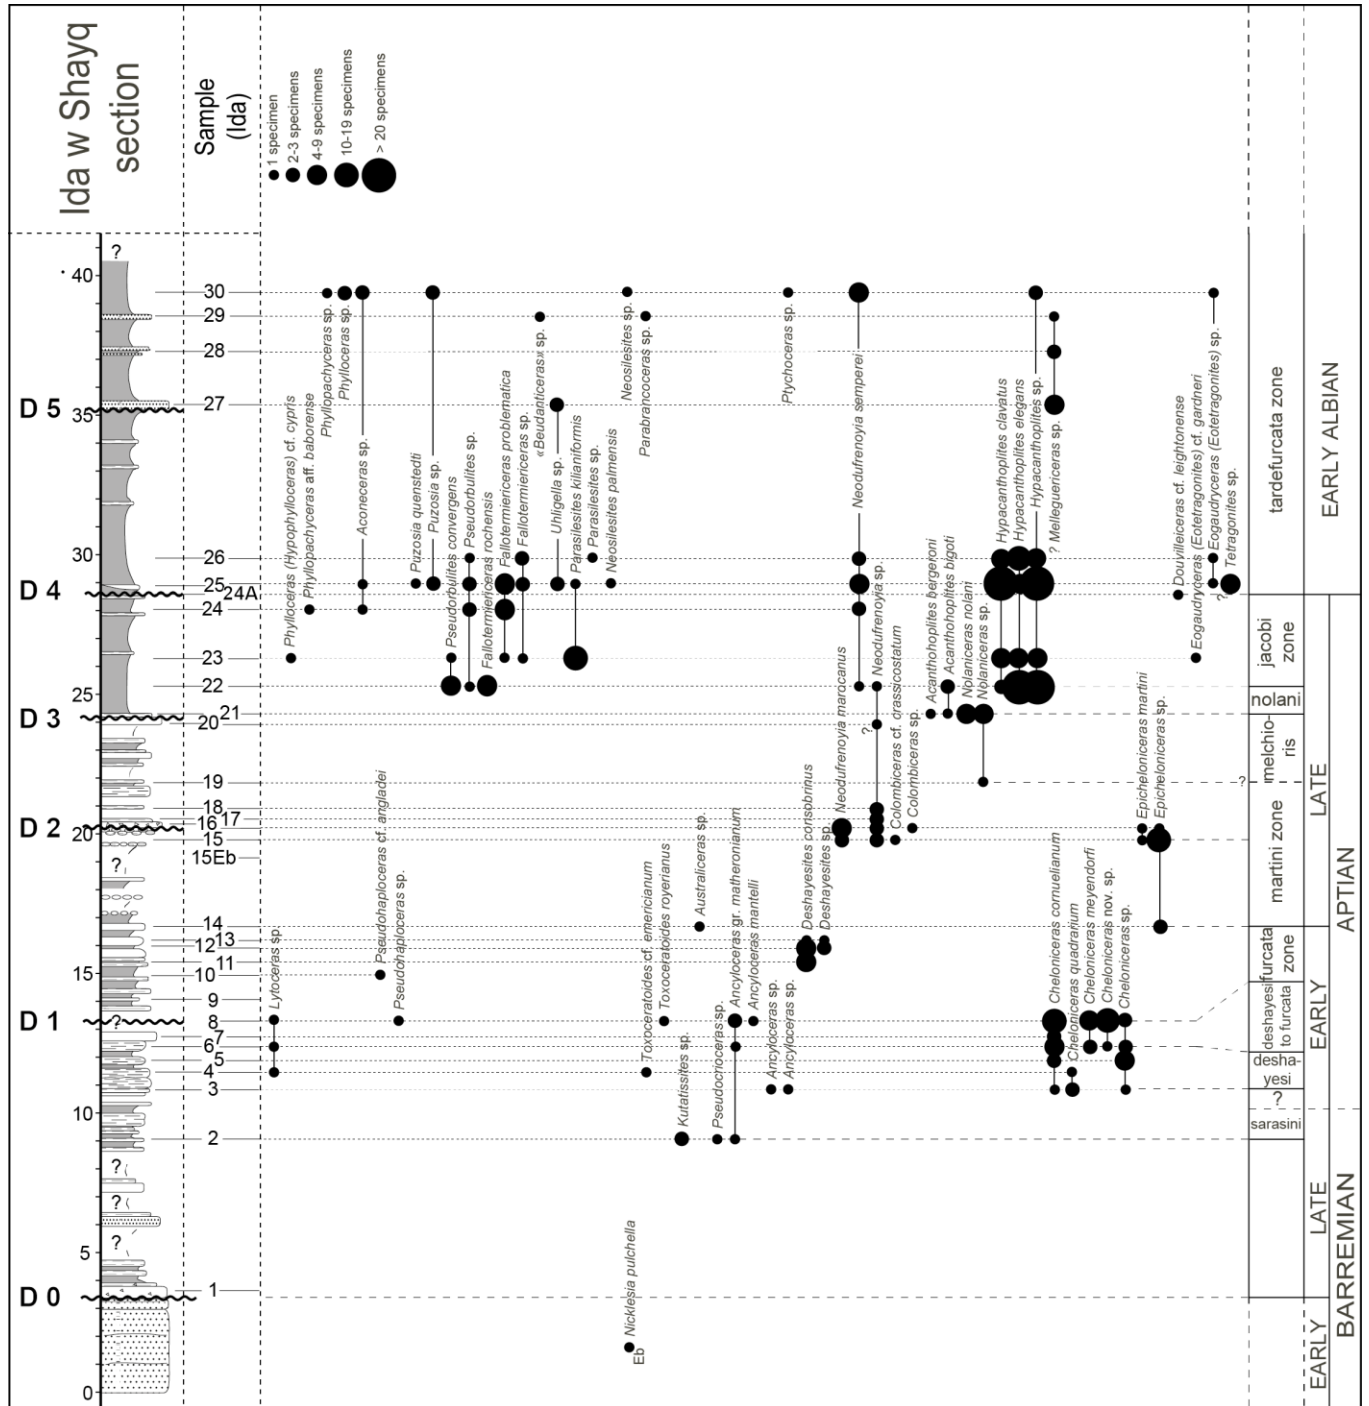 Ida w Shayq
section
Sample
(Ida)
1 specimen
2-3 specimens
4-9 specimens
10-19 specimens
> 20 specimens
?
40
30
29
28
27
D 5
35
30
26
25
24A
D 4
24
23
22
25
21
D 3
20
19
18
17
16
D 2
20
15
15Eb
?
14
13
12
11
15
10
9
D 1
?
8
7
6
5
4
3
10
2
?
?
?
5
1
D 0
0
Phylloceras (Hypophylloceras) cf. cypris
Phyllopachyceras aff. baborense
Phyllopachyceras sp.
Phylloceras sp.
Aconeceras sp.
Puzosia quenstedti
Puzosia sp.
Pseudorbulites convergens
Pseudorbulites sp.
Fallotermiericeras rochensis
Fallotermiericeras problematica
Fallotermiericeras sp.
«Beudanticeras» sp.
Uhligella sp.
Parasilesites kilianiformis
Parasilesites sp.
Neosilesites palmensis
Neosilesites sp.
Parabrancoceras sp.
Ptychoceras sp.
Neodufrenoyia semperei
Neodufrenoyia sp.
?
Neodufrenoyia marocanus
Colombiceras cf. crassicostatum
Colombiceras sp.
Acanthoplites bergeroni
Acanthohoplites bigoti
Nolaniceras nolani
Nolaniceras sp.
Hypacanthoplites clavatus
Hypacanthoplites elegans
Hypacanthoplites sp.
? Melleguericeras sp.
Douvilleiceras cf. leightonense
Eogaudryceras (Eotetragonites) cf. gardneri
Eogaudryceras (Eotetragonites) sp.
?
Tetragonites sp.
Lytoceras sp
Pseudohaploceras cf. angladei
Pseudohaploceras sp.
Toxoceratoides cf. emericianum
Toxoceratoides royerianus
Kutatissites sp.
Australiceras sp.
Pseudocrioceras sp.
Ancyloceras gr. matheronianum
Ancyloceras mantelli
Ancyloceras sp.
Ancyloceras sp.
Deshayesites consobrinus
Deshayesites sp.
Cheloniceras cornuelianum
Cheloniceras quadrarium
Cheloniceras meyendorfi
Cheloniceras nov. sp.
Cheloniceras sp.
Epicheloniceras martini
Epicheloniceras sp.
Nicklesia pulchella
Eb
tardefurcata zone
jacobi
zone
nolani
melchio-
ris
?
martini zone
furcata
zone
deshayesi
to furcata
desha-
yesi
?
sarasini
EARLY ALBIAN
LATE
EARLY
APTIAN
LATE
EARLY
BARREMIAN